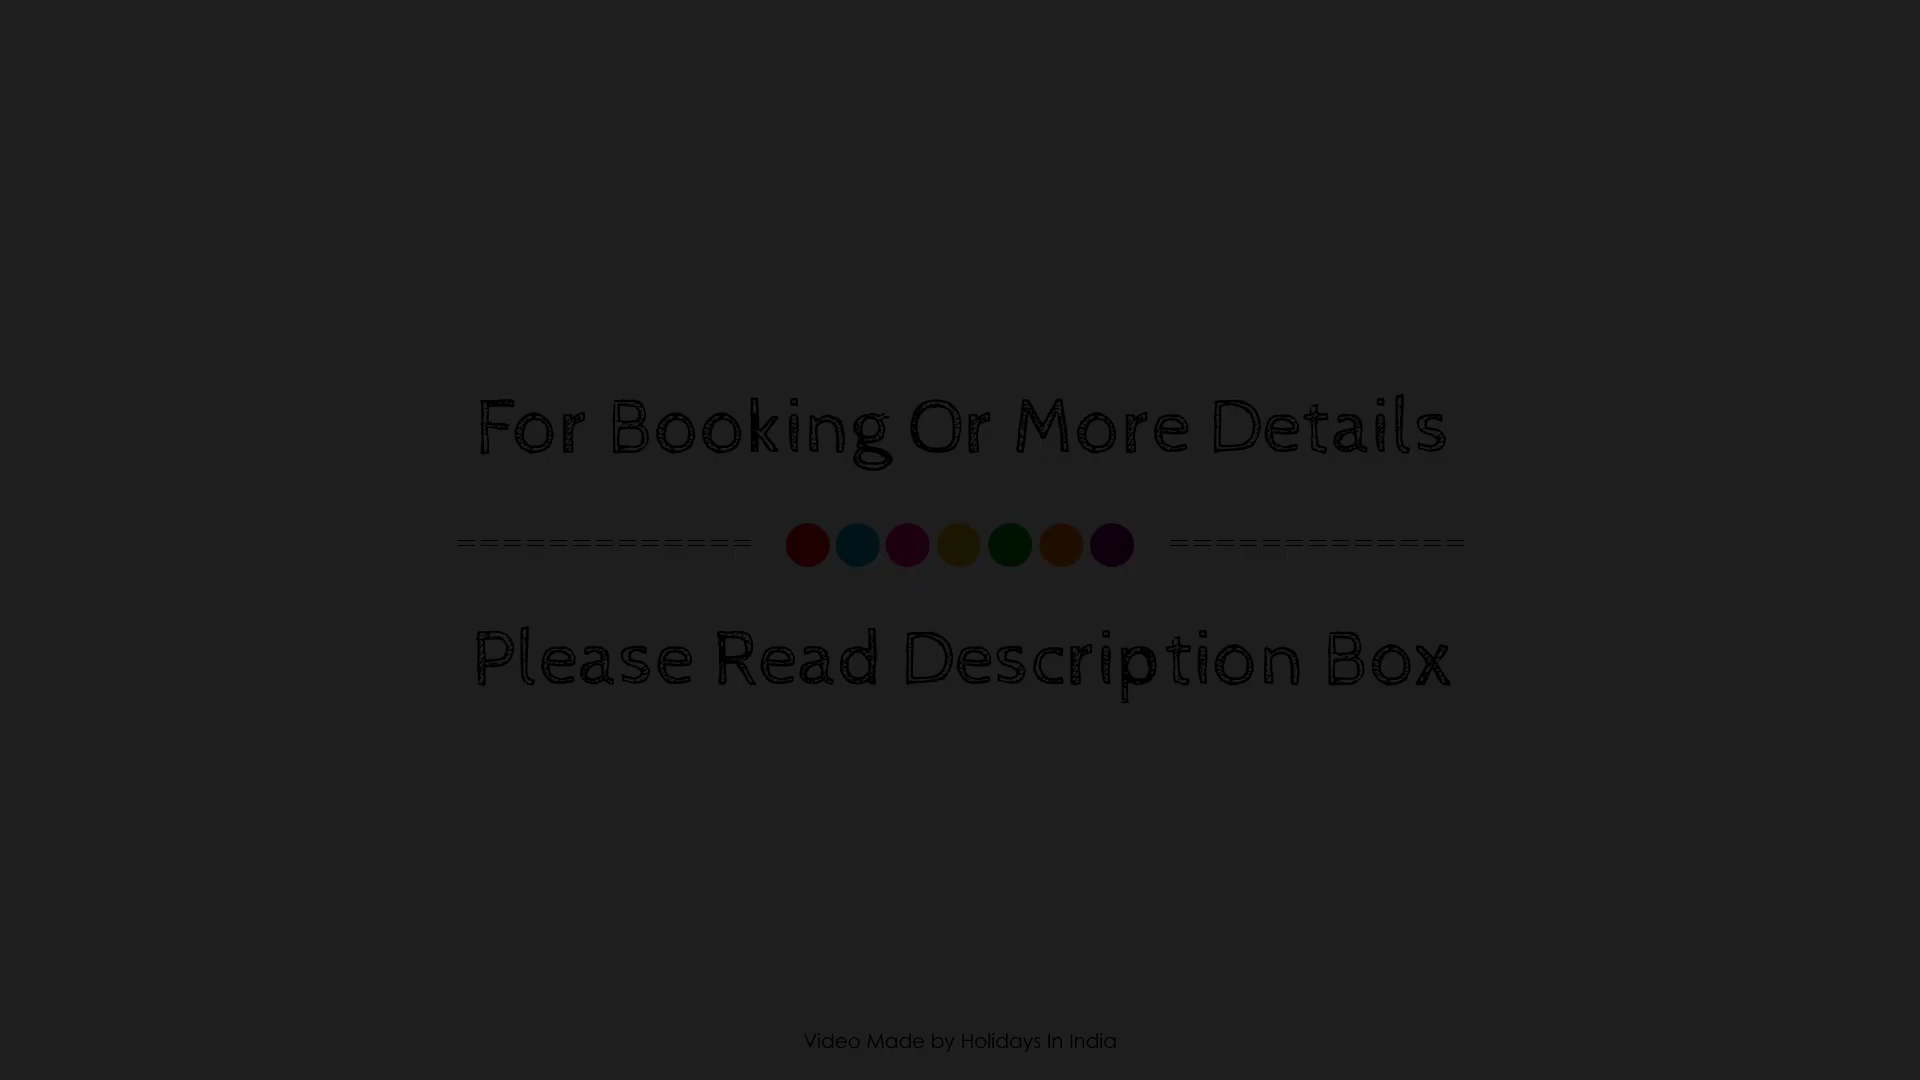 For Booking Or More Details
============= =============
Please Read Description Box
Video Made by Holidays In India